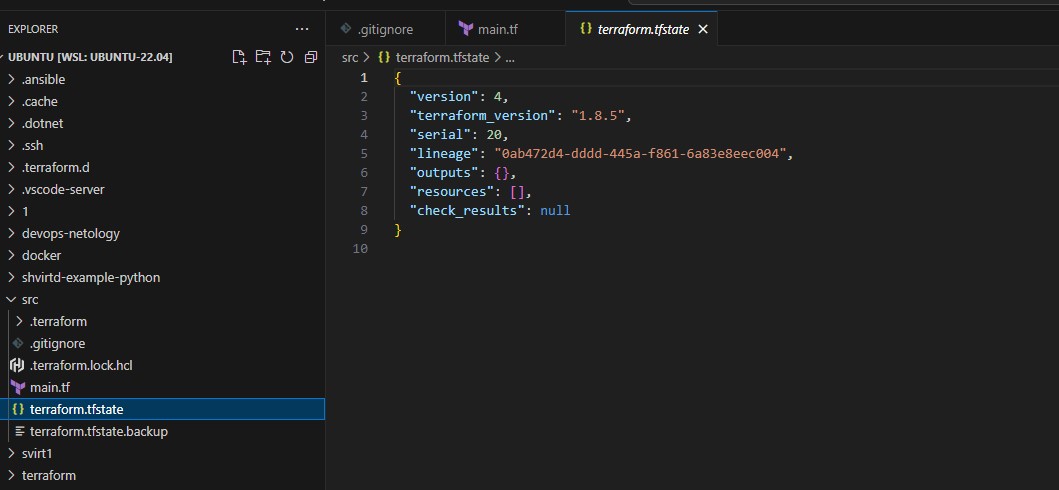 EXPLORER
UBUNTU [WSL: UBUNTU-22.04]
.ansible
.cache
.dotnet
.ssh
.terraform.d
.vscode-server
1
devops-netology
docker
shvirtd-example-python
src
.terraform
.gitignore
.terraform.lock.hcl
main.tf
terraform.tfstate
terraform.tfstate.backup
svirt1
terraform
.gitignore main.tf {} terraform.tfstate
src > {} terraform.tfstate > ...
1 {
2 "version": 4,
3 "terraform_version": "1.8.5",
4 "serial": 20,
5 "lineage": "0ab472d4-dddd-445a-f861-6a83e8eec004",
6 "outputs": {},
7 "resources": [],
8 "check_results": null
9 }
10